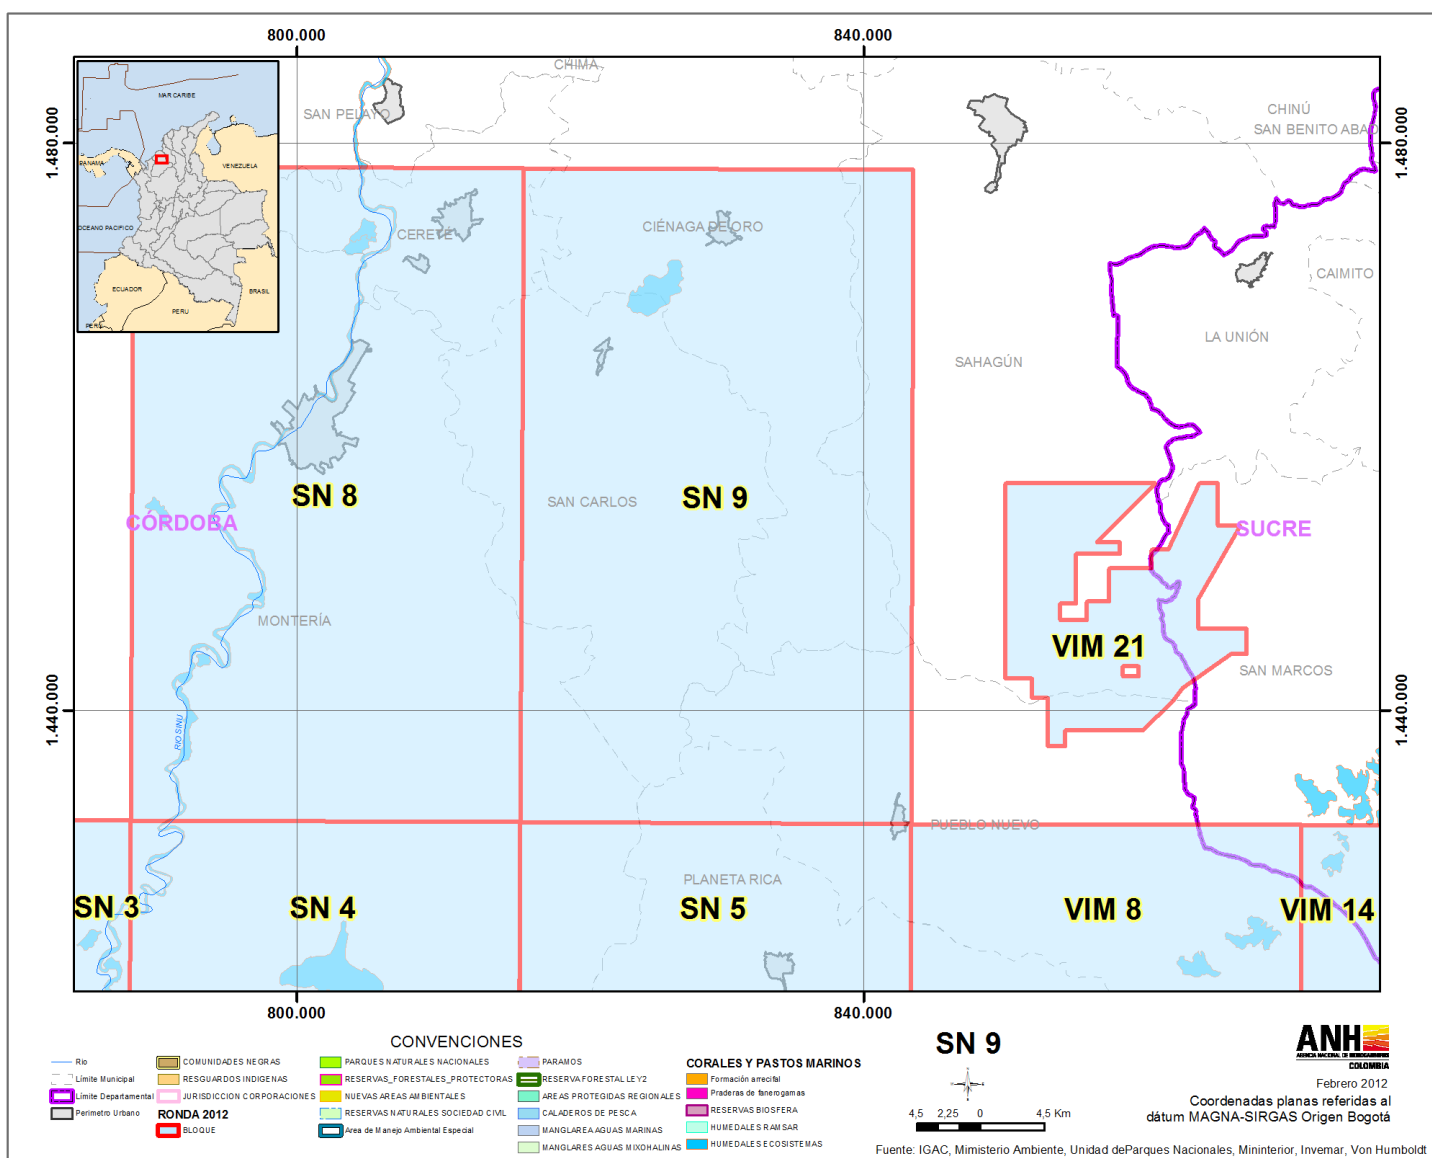 800.000
840.000
1.480.000
1.480.000
MAR CARIBE
PANAMA
VENEZUELA
OCEANO PACIFICO
ECUADOR
PERU
BRASIL
CHIMA
SAN PELAYO
CHINÚ
SAN BENITO ABAD
CERETÉ
CIÉNAGA DE ORO
CAIMITO
LA UNIÓN
SAHAGÚN
SN 8
SAN CARLOS
SN 9
CÓRDOBA
SUCRE
MONTERÍA
VIM 21
SAN MARCOS
RIO SINU
1.440.000
1.440.000
PUEBLO NUEVO
PLANETA RICA
SN 3
SN 4
SN 5
VIM 8
VIM 14
800.000
840.000
CONVENCIONES
Rio
Límite Municipal
Límite Departamental
Perimetro Urbano
COMUNIDADES NEGRAS
RESGUARDOS INDIGENAS
JURISDICCION CORPORACIONES
RONDA 2012
BLOQUE
PARQUES NATURALES NACIONALES
RESERVAS_FORESTALES_PROTECTORAS
NUEVAS AREAS AMBIENTALES
RESERVAS NATURALES SOCIEDAD CIVIL
Area de Manejo Ambiental Especial
PARAMOS
RESERVA FORESTAL LEY2
AREAS PROTEGIDAS REGIONALES
CALADEROS DE PESCA
MANGLAREA AGUAS MARINAS
MANGLARES AGUAS MIXOHALINAS
CORALES Y PASTOS MARINOS
Formación arrecifal
Praderas de fanerogamas
RESERVAS BIOSFERA
HUMEDALES RAMSAR
HUMEDALES ECOSISTEMAS
SN 9
4,5 2,25 0 4,5 Km
ANH
AGENCIA NACIONAL DE HIDROCARBUROS
COLOMBIA
Febrero 2012
Coordenadas planas referidas al
dátum MAGNA-SIRGAS Origen Bogotá
Fuente: IGAC, Mimisterio Ambiente, Unidad deParques Nacionales, Mininterior, Invemar, Von Humboldt